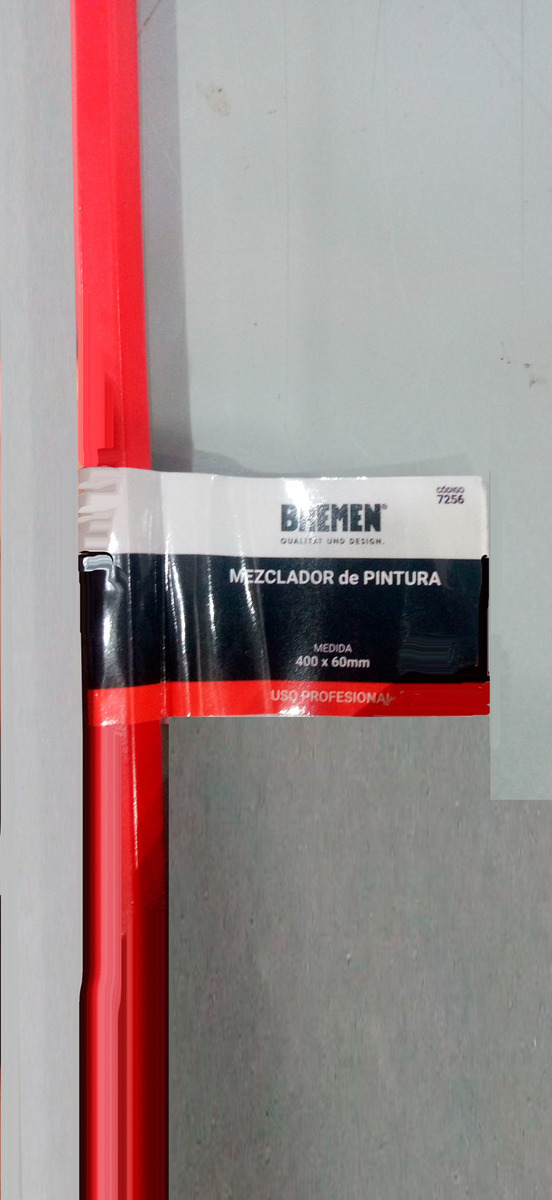 BREMEN®
QUALITÄT UND DESIGN.
CÓDIGO
7256
MEZCLADOR de PINTURA
MEDIDA
400 x 60mm
USO PROFESIONAL